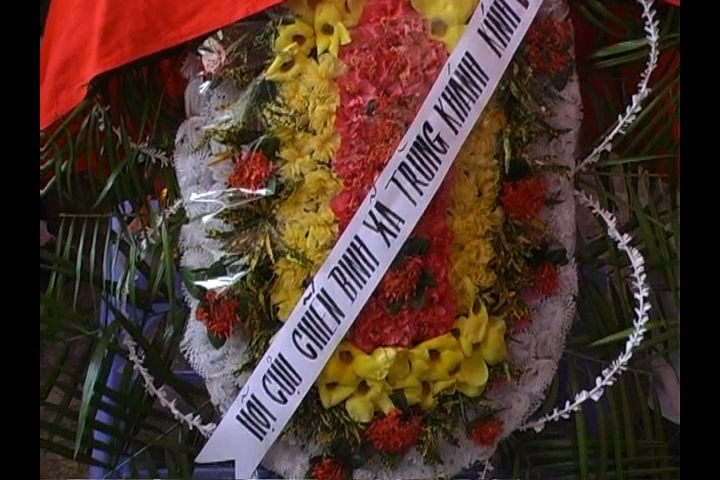 HỘI CỰU CHIẾN BINH XÃ TRUNG KHÁNH KÍNH